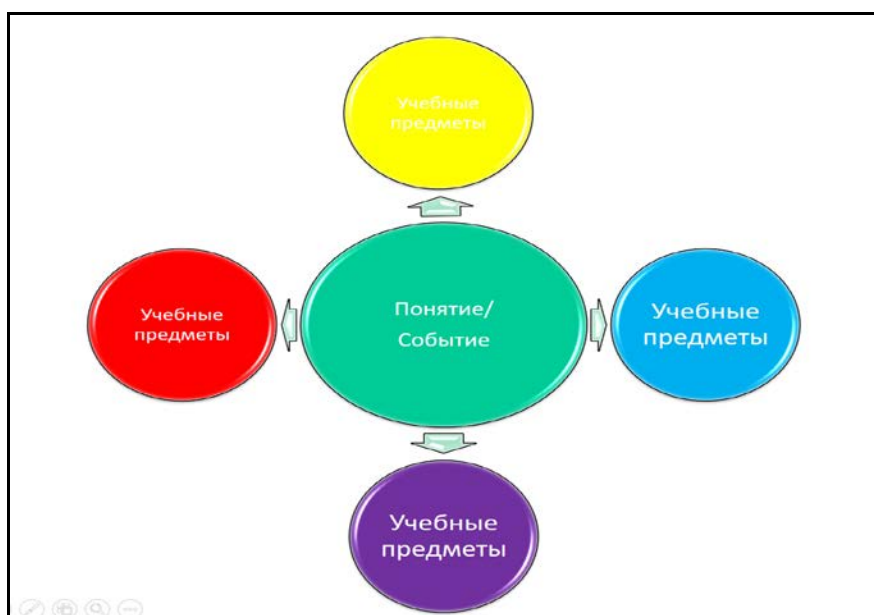 Учебные
предметы
Учебные
предметы
Понятие/
Событие
Учебные
предметы
Учебные
предметы